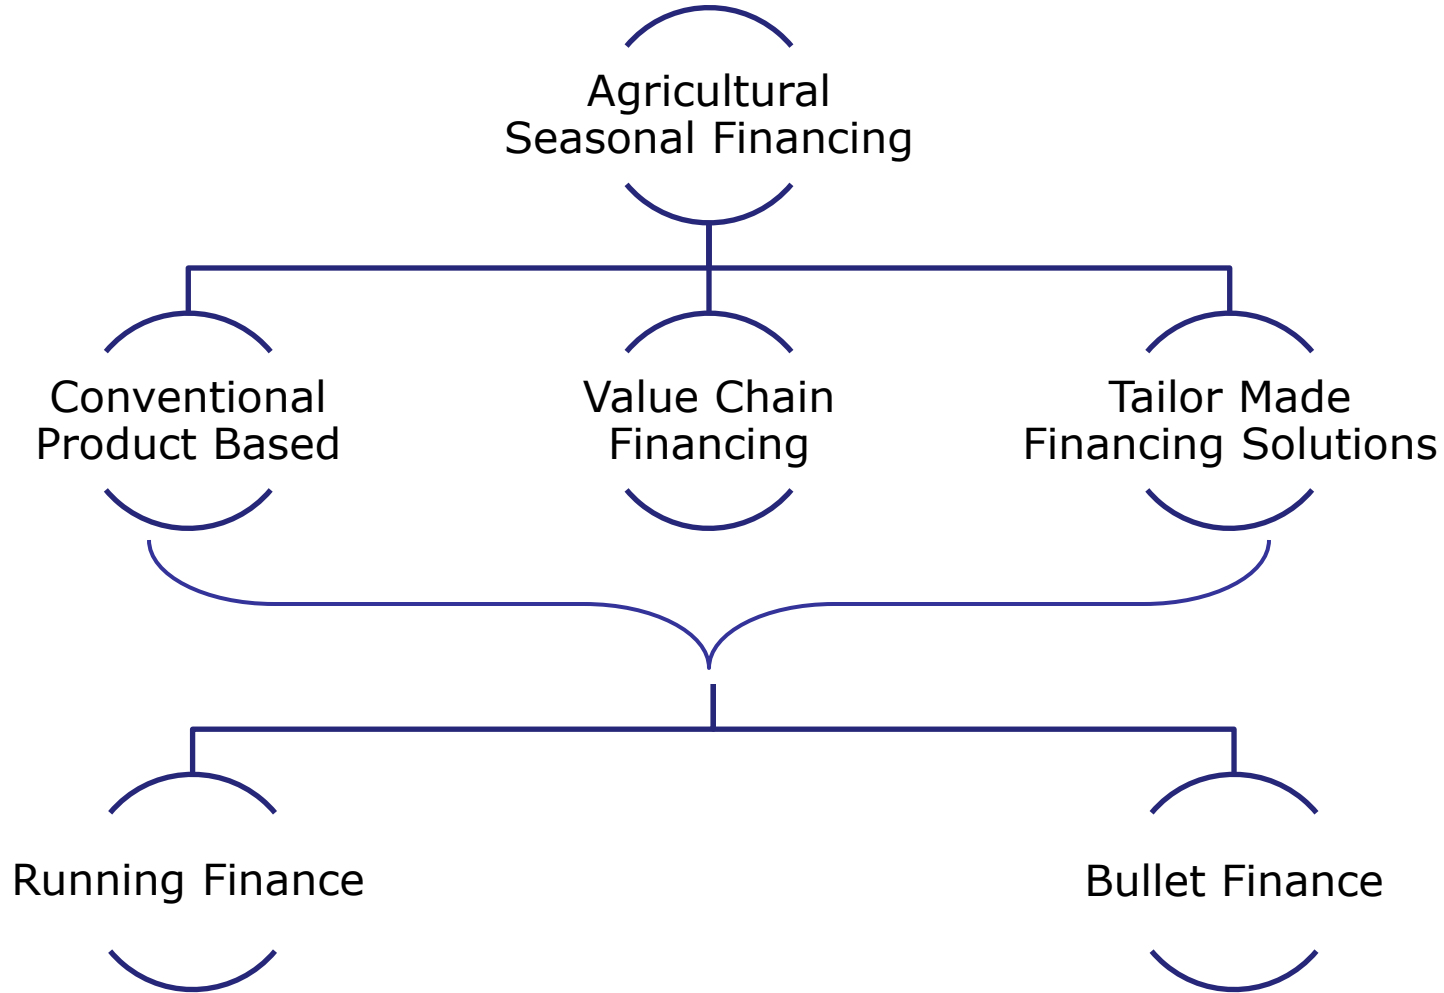 Agricultural
Seasonal Financing
Conventional
Product Based
Value Chain
Financing
Tailor Made
Financing Solutions
Running Finance
Bullet Finance